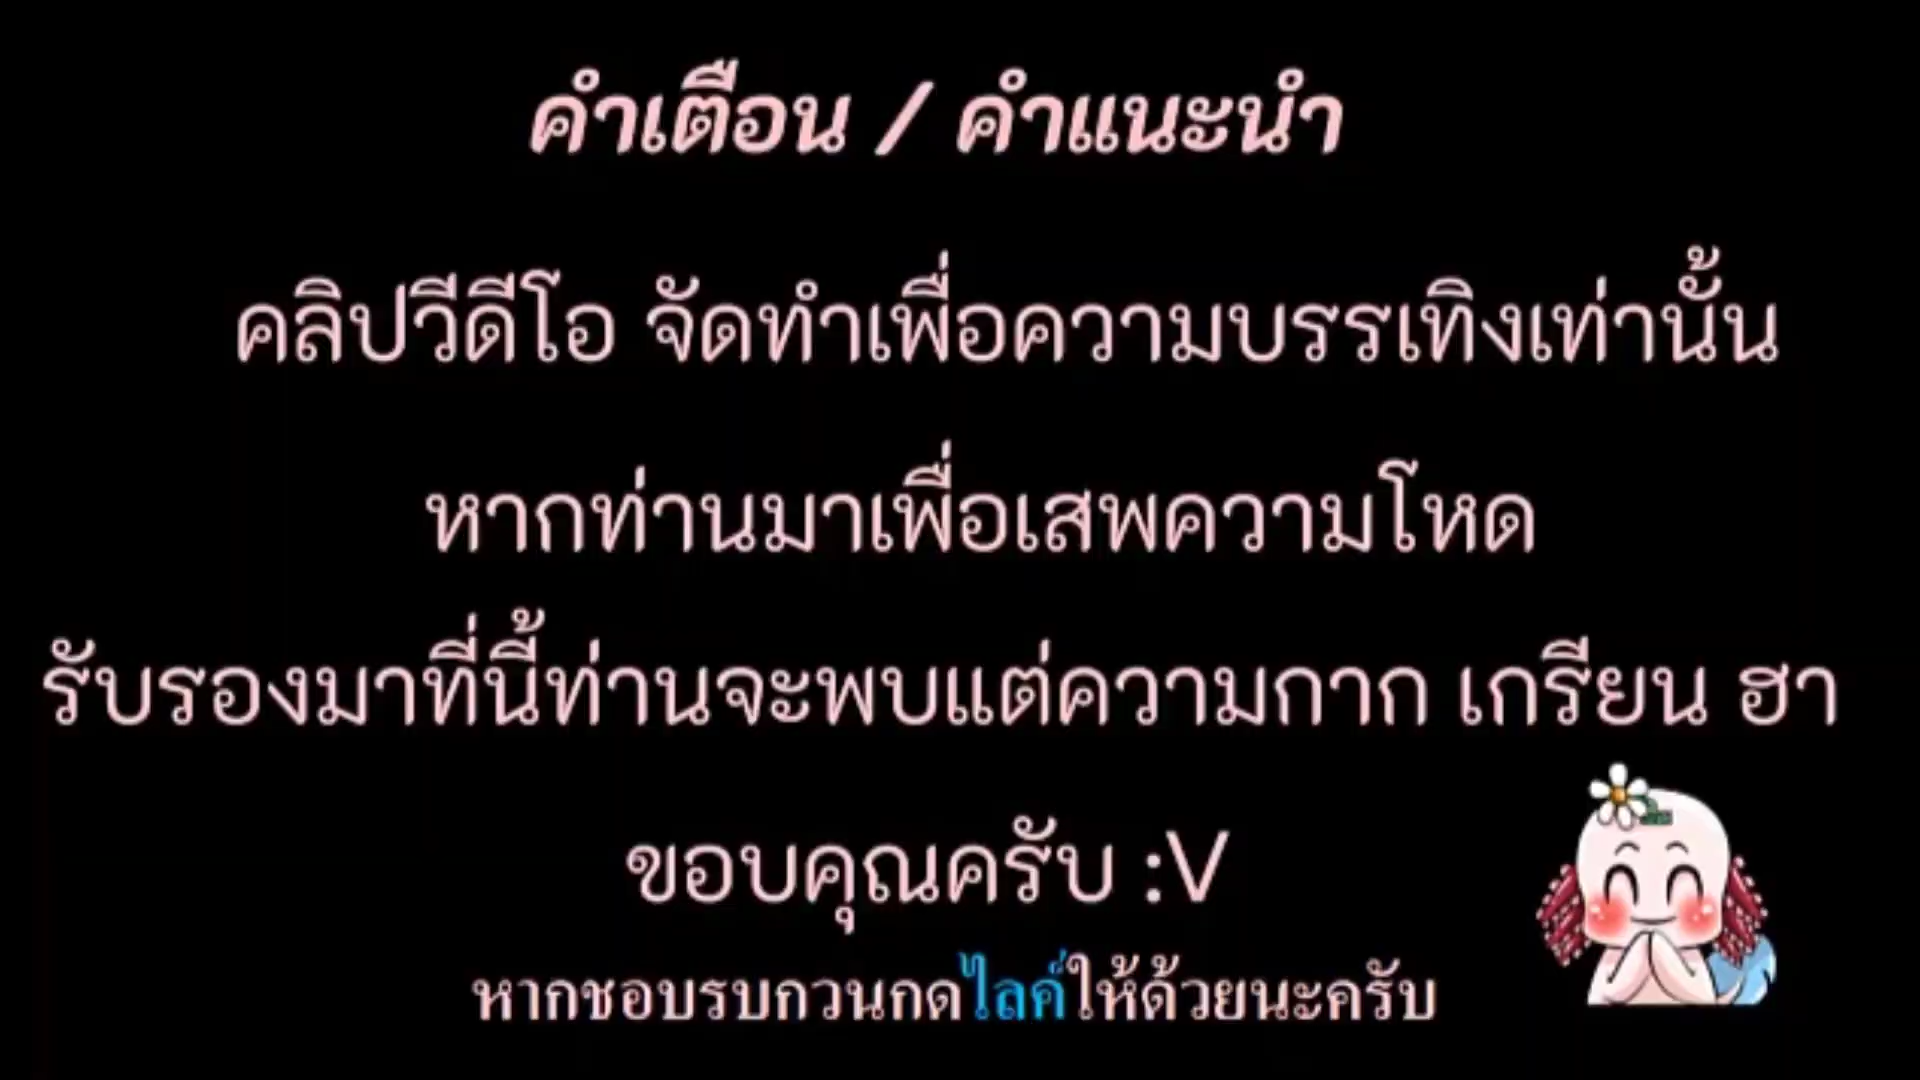 คำเตือน / คำแนะนำ
คลิปวีดีโอ จัดทำเพื่อความบรรเทิงเท่านั้น
หากท่านมาเพื่อเสพความโหด
รับรองมาที่นี้ท่านจะพบแต่ความกาก เกรียน ฮา
ขอบคุณครับ :V
หากชอบรบกวนกดไลค์ให้ด้วยนะครับ